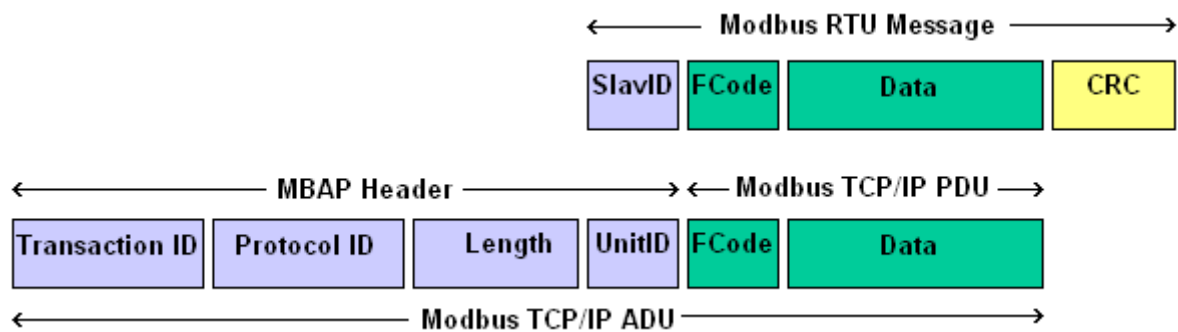 Modbus RTU Message
SlavID FCode Data CRC
MBAP Header Modbus TCP/IP PDU
Transaction ID Protocol ID Length UnitID FCode Data
Modbus TCP/IP ADU